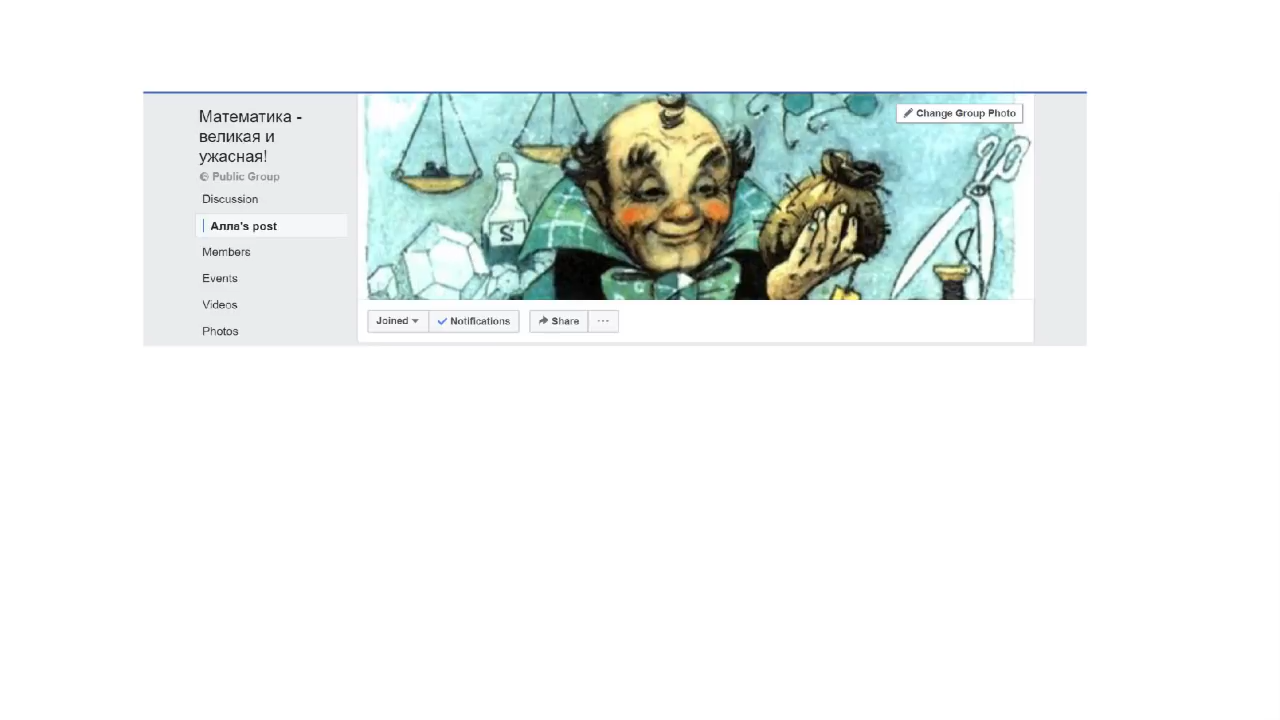 Математика -
великая и
ужасная!
Public Group
Discussion
Алла's post
Members
Events
Videos
Photos
Change Group Photo
S
Joined
Notifications
Share